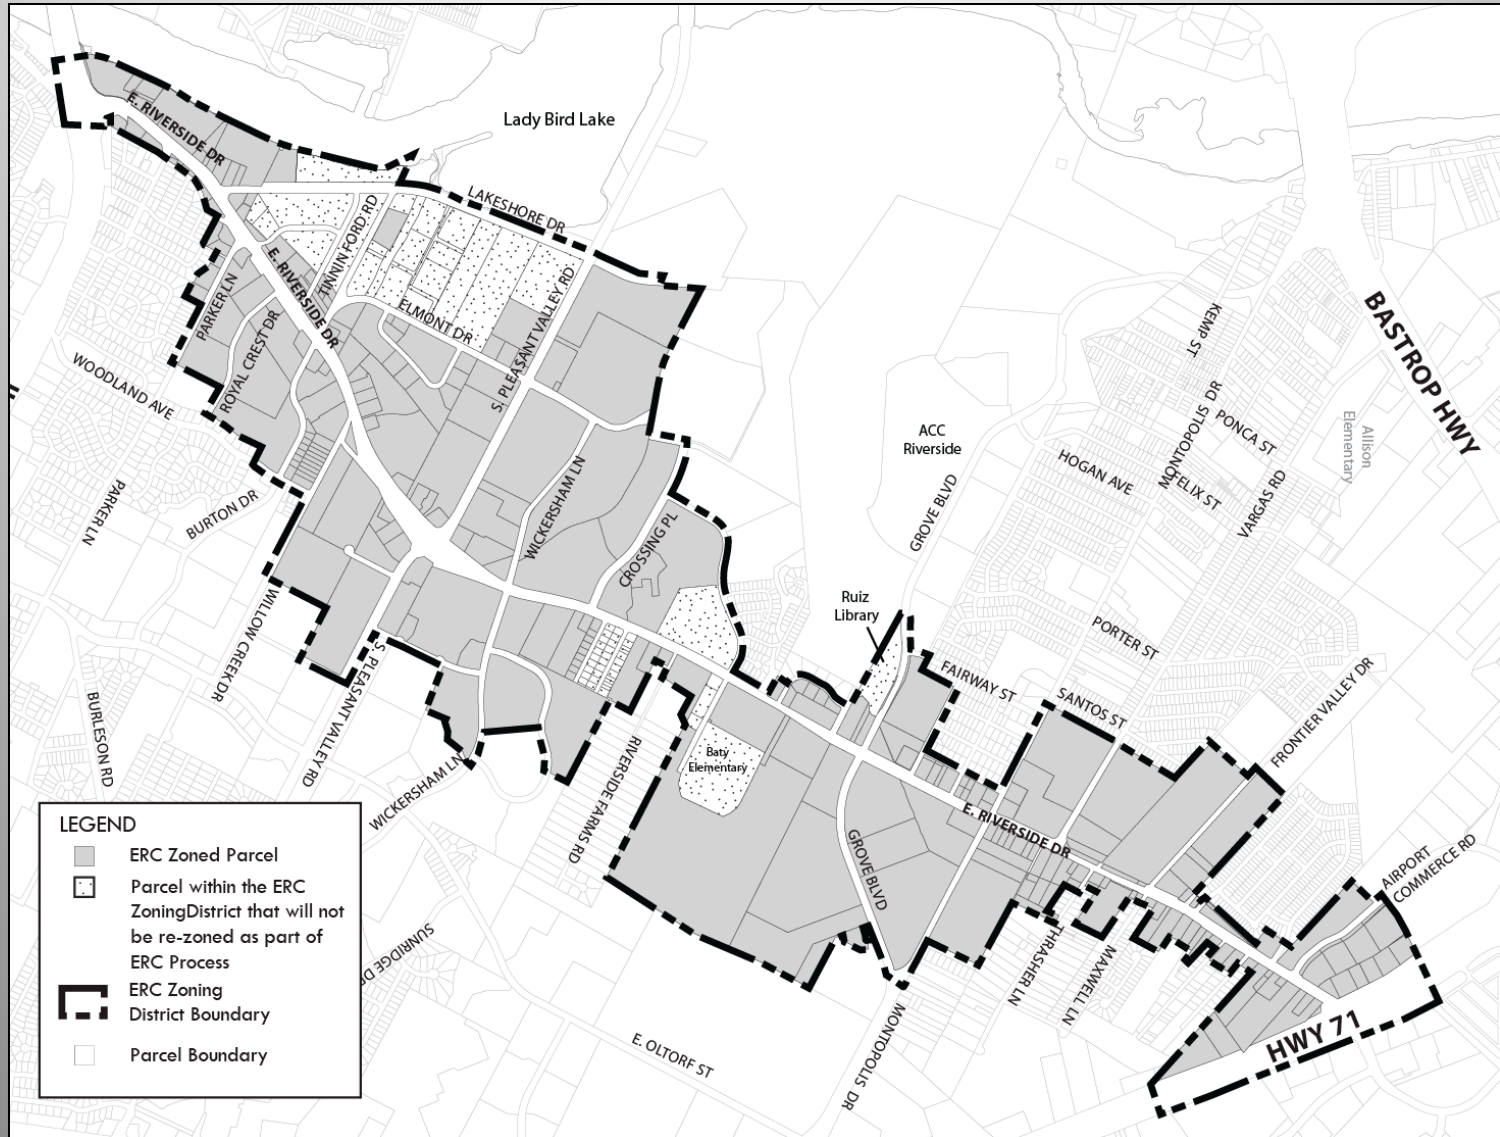 Lady Bird Lake
E. RIVERSIDE DR
LAKESHORE DR
TINNIN FORD RD
E. RIVERSIDE DR
PARKER LN
ROYAL CREST DR
ELMONT DR
S. PLEASANT VALLEY RD
WOODLAND AVE
KEMP ST
BASTROP HWY
MONTOPOLIS DR
PONCA ST
Allison
Elementary
ACC
Riverside
HOGAN AVE
FELIX ST
VARGAS RD
PARKER LN
BURTON DR
WICKERSHAM LN
CROSSING PL
GROVE BLVD
Ruiz
Library
WILLOW CREEK DR
S. PLEASANT VALLEY RD
PORTER ST
FAIRWAY ST
SANTOS ST
FRONTIER VALLEY DR
BURLESON RD
WICKERSHAM LN
RIVERSIDE FARMS RD
Baty
Elementary
E. RIVERSIDE DR
GROVE BLVD
AIRPORT
COMMERCE RD
SUNRIDGE DR
THRASHER LN
MAXWELL LN
MONTOPOLIS DR
E. OLTORF ST
HWY 71
LEGEND
ERC Zoned Parcel
Parcel within the ERC
ZoningDistrict that will not
be re-zoned as part of
ERC Process
ERC Zoning
District Boundary
Parcel Boundary